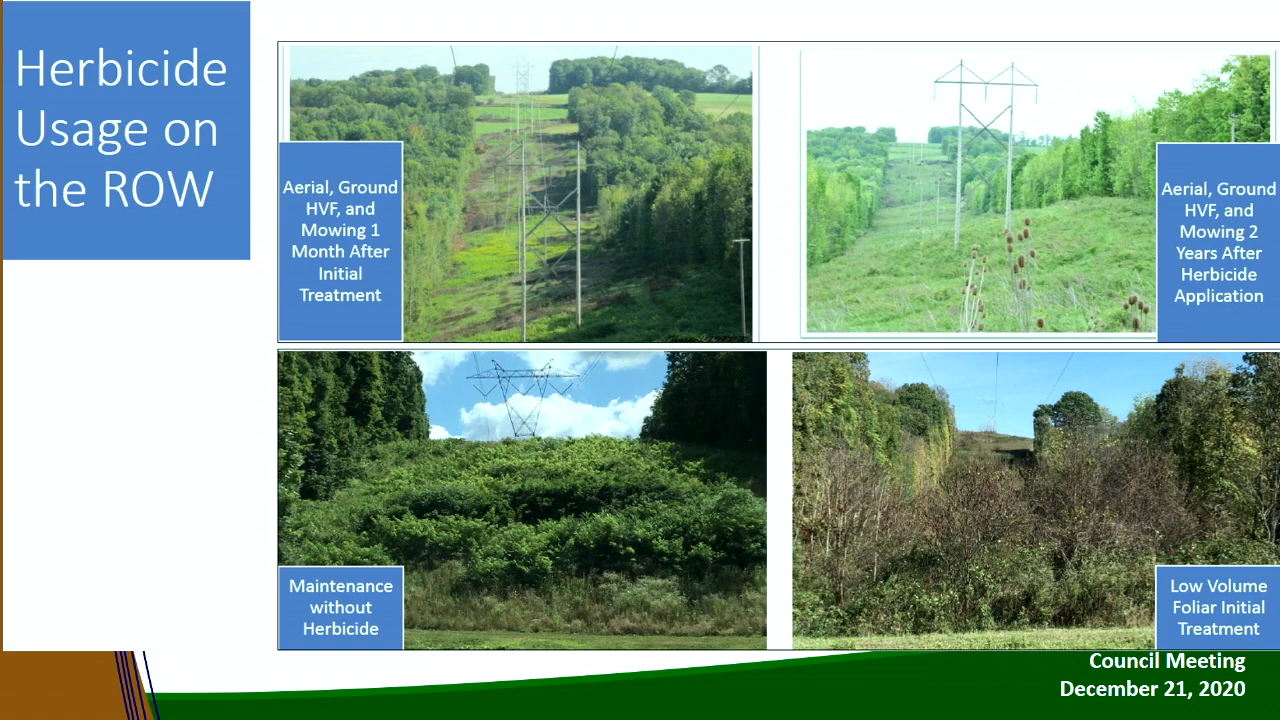 Herbicide
Usage on
the ROW
Aerial, Ground
HVF, and
Mowing 1
Month After
Initial
Treatment
Aerial, Ground
HVF, and
Mowing 2
Years After
Herbicide
Application
Maintenance
without
Herbicide
Low Volume
Foliar Initial
Treatment
Council Meeting
December 21, 2020